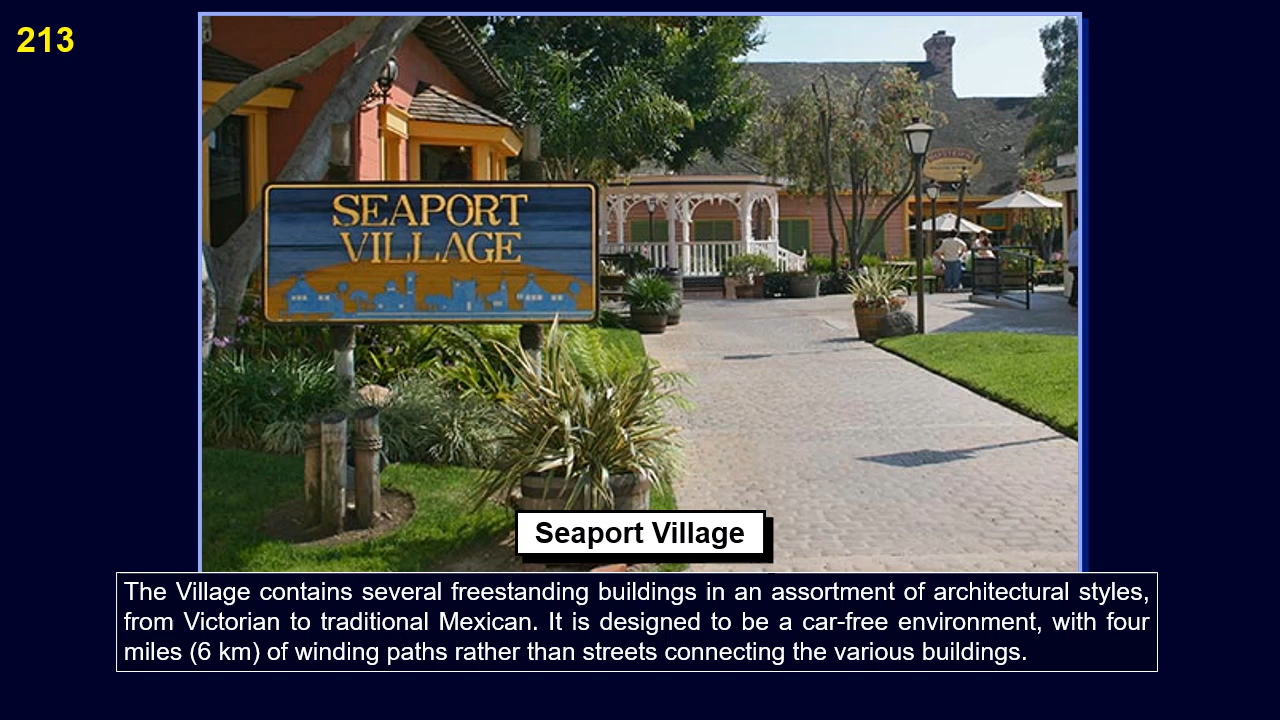 213
SEAPORT
VILLAGE
Seaport Village
The Village contains several freestanding buildings in an assortment of architectural styles,
from Victorian to traditional Mexican. It is designed to be a car-free environment, with four
miles (6 km) of winding paths rather than streets connecting the various buildings.